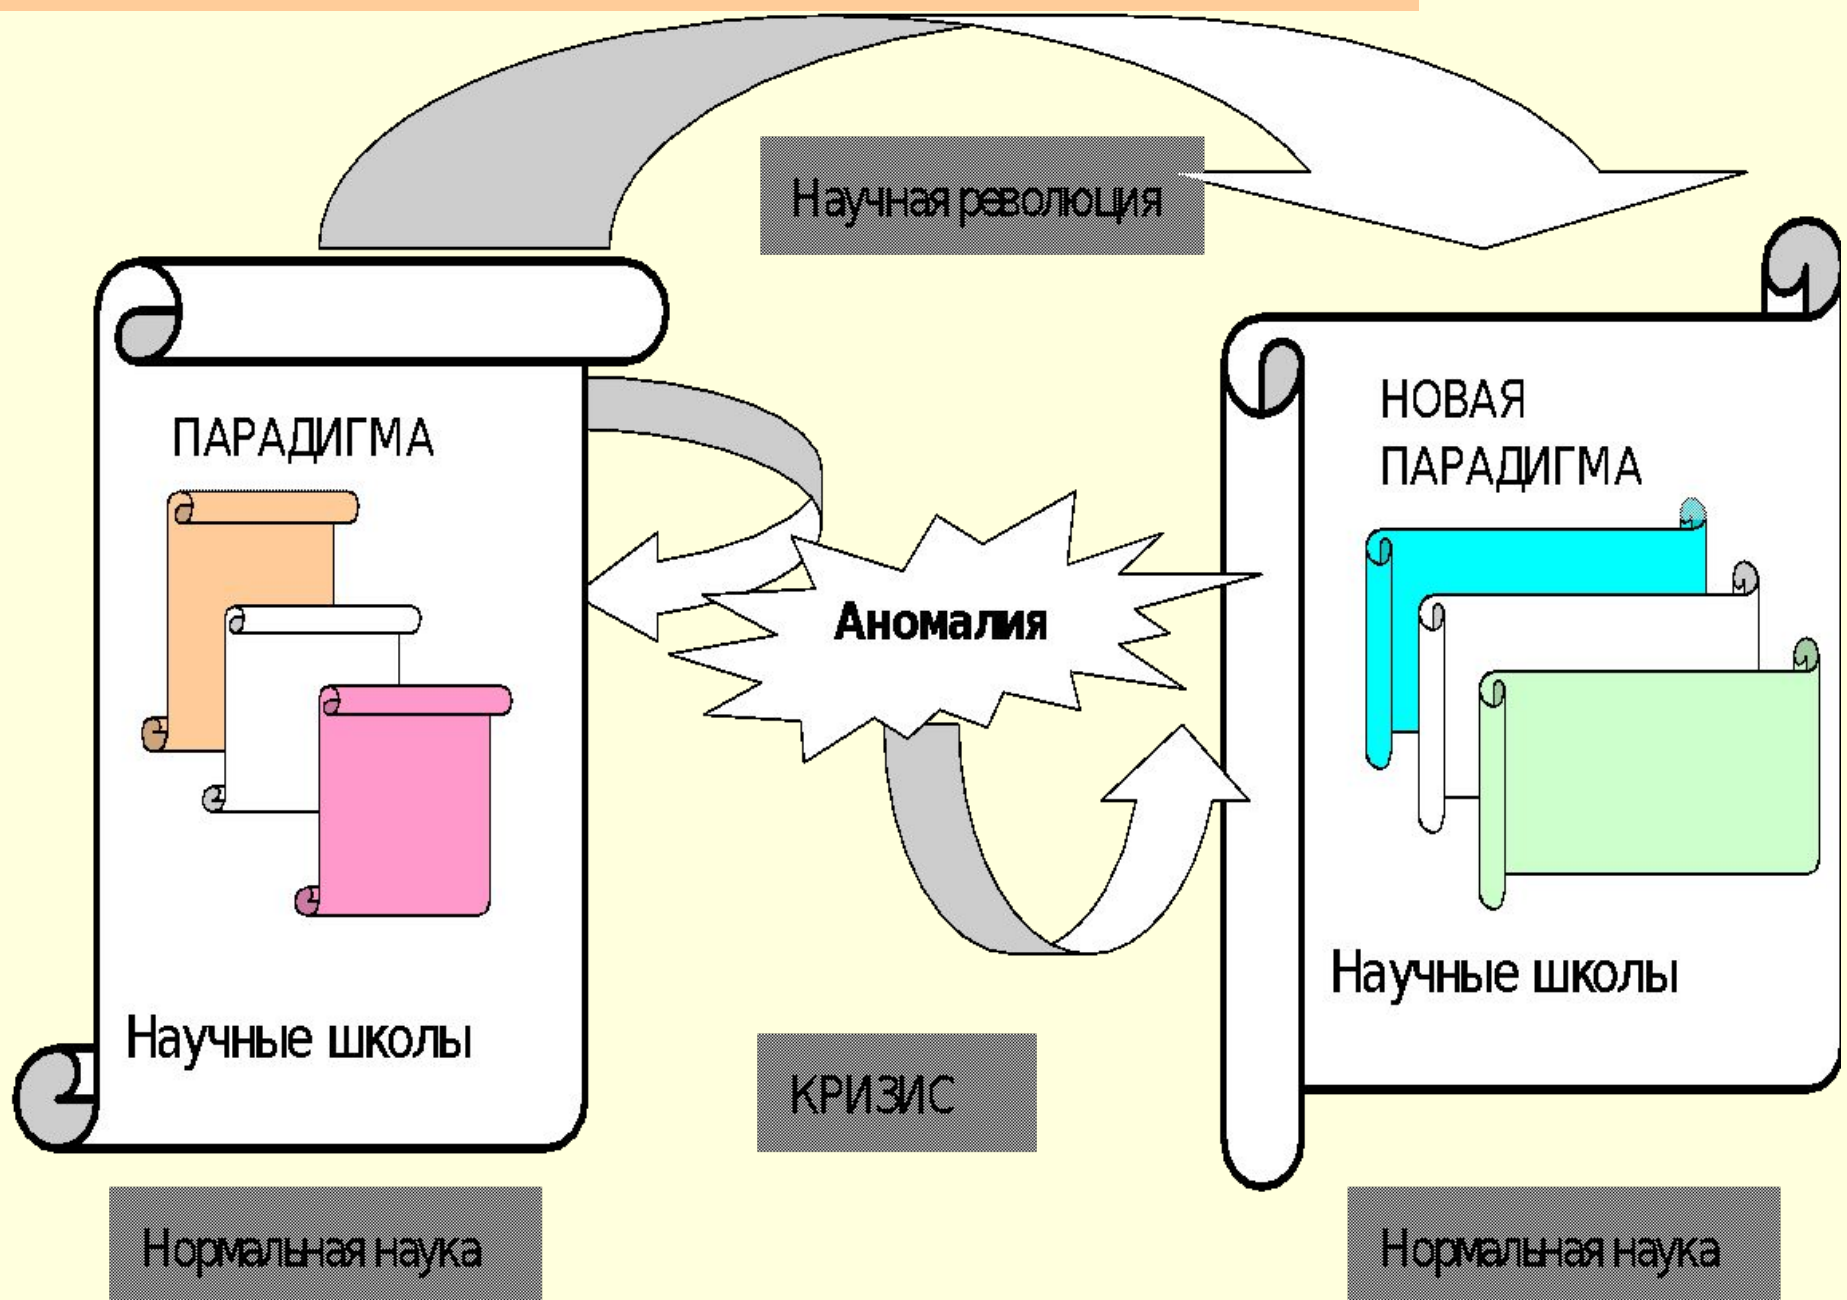 Научная революция
ПАРАДИГМА
НОВАЯ
ПАРАДИГМА
Аномалия
Научные школы
Научные школы
КРИЗИС
Нормальная наука
Нормальная наука